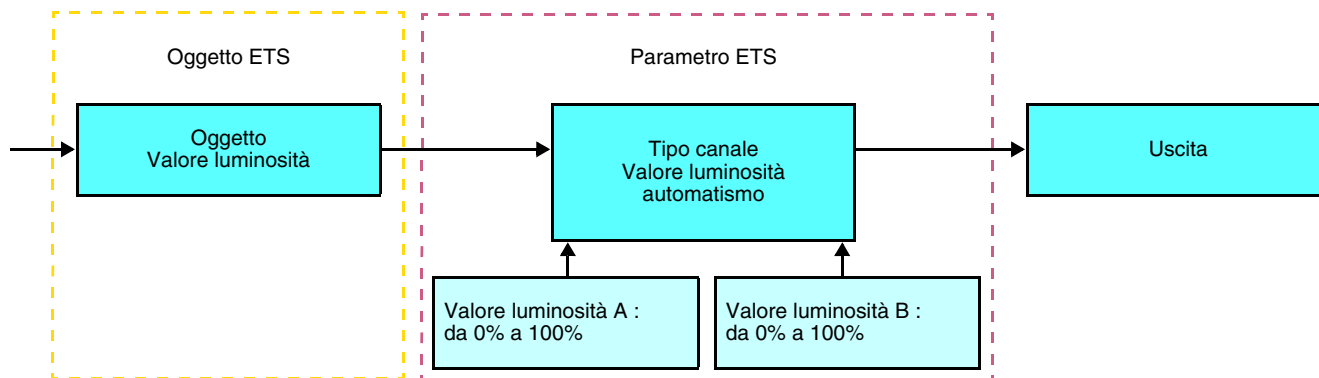 Oggetto ETS
Parametro ETS
Oggetto
Valore luminosità
Tipo canale
Valore luminosità
automatismo
Uscita
Valore luminosità A :
da 0% a 100%
Valore luminosità B :
da 0% a 100%